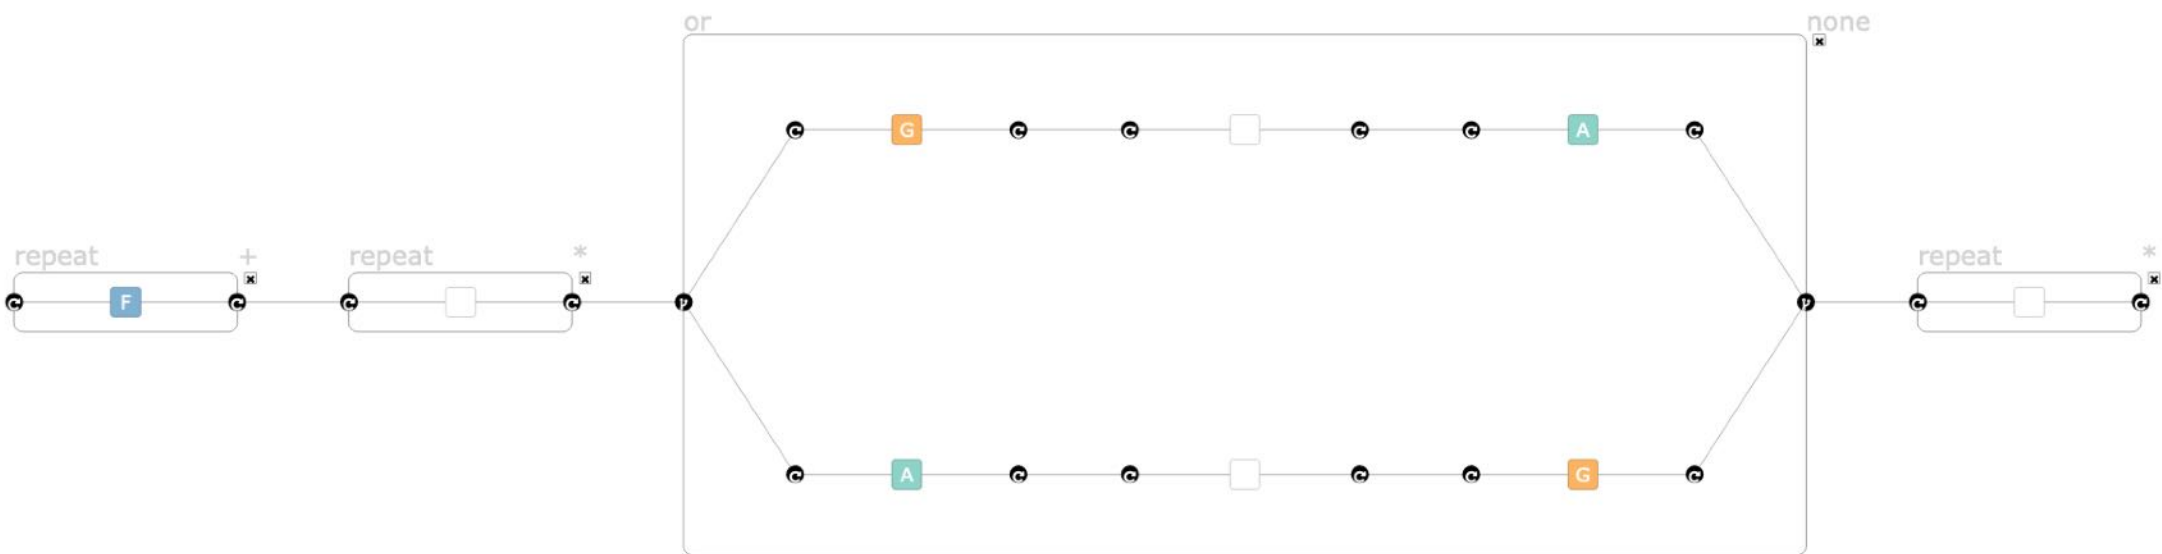 or none
G A
repeat + repeat * repeat *
F
A G